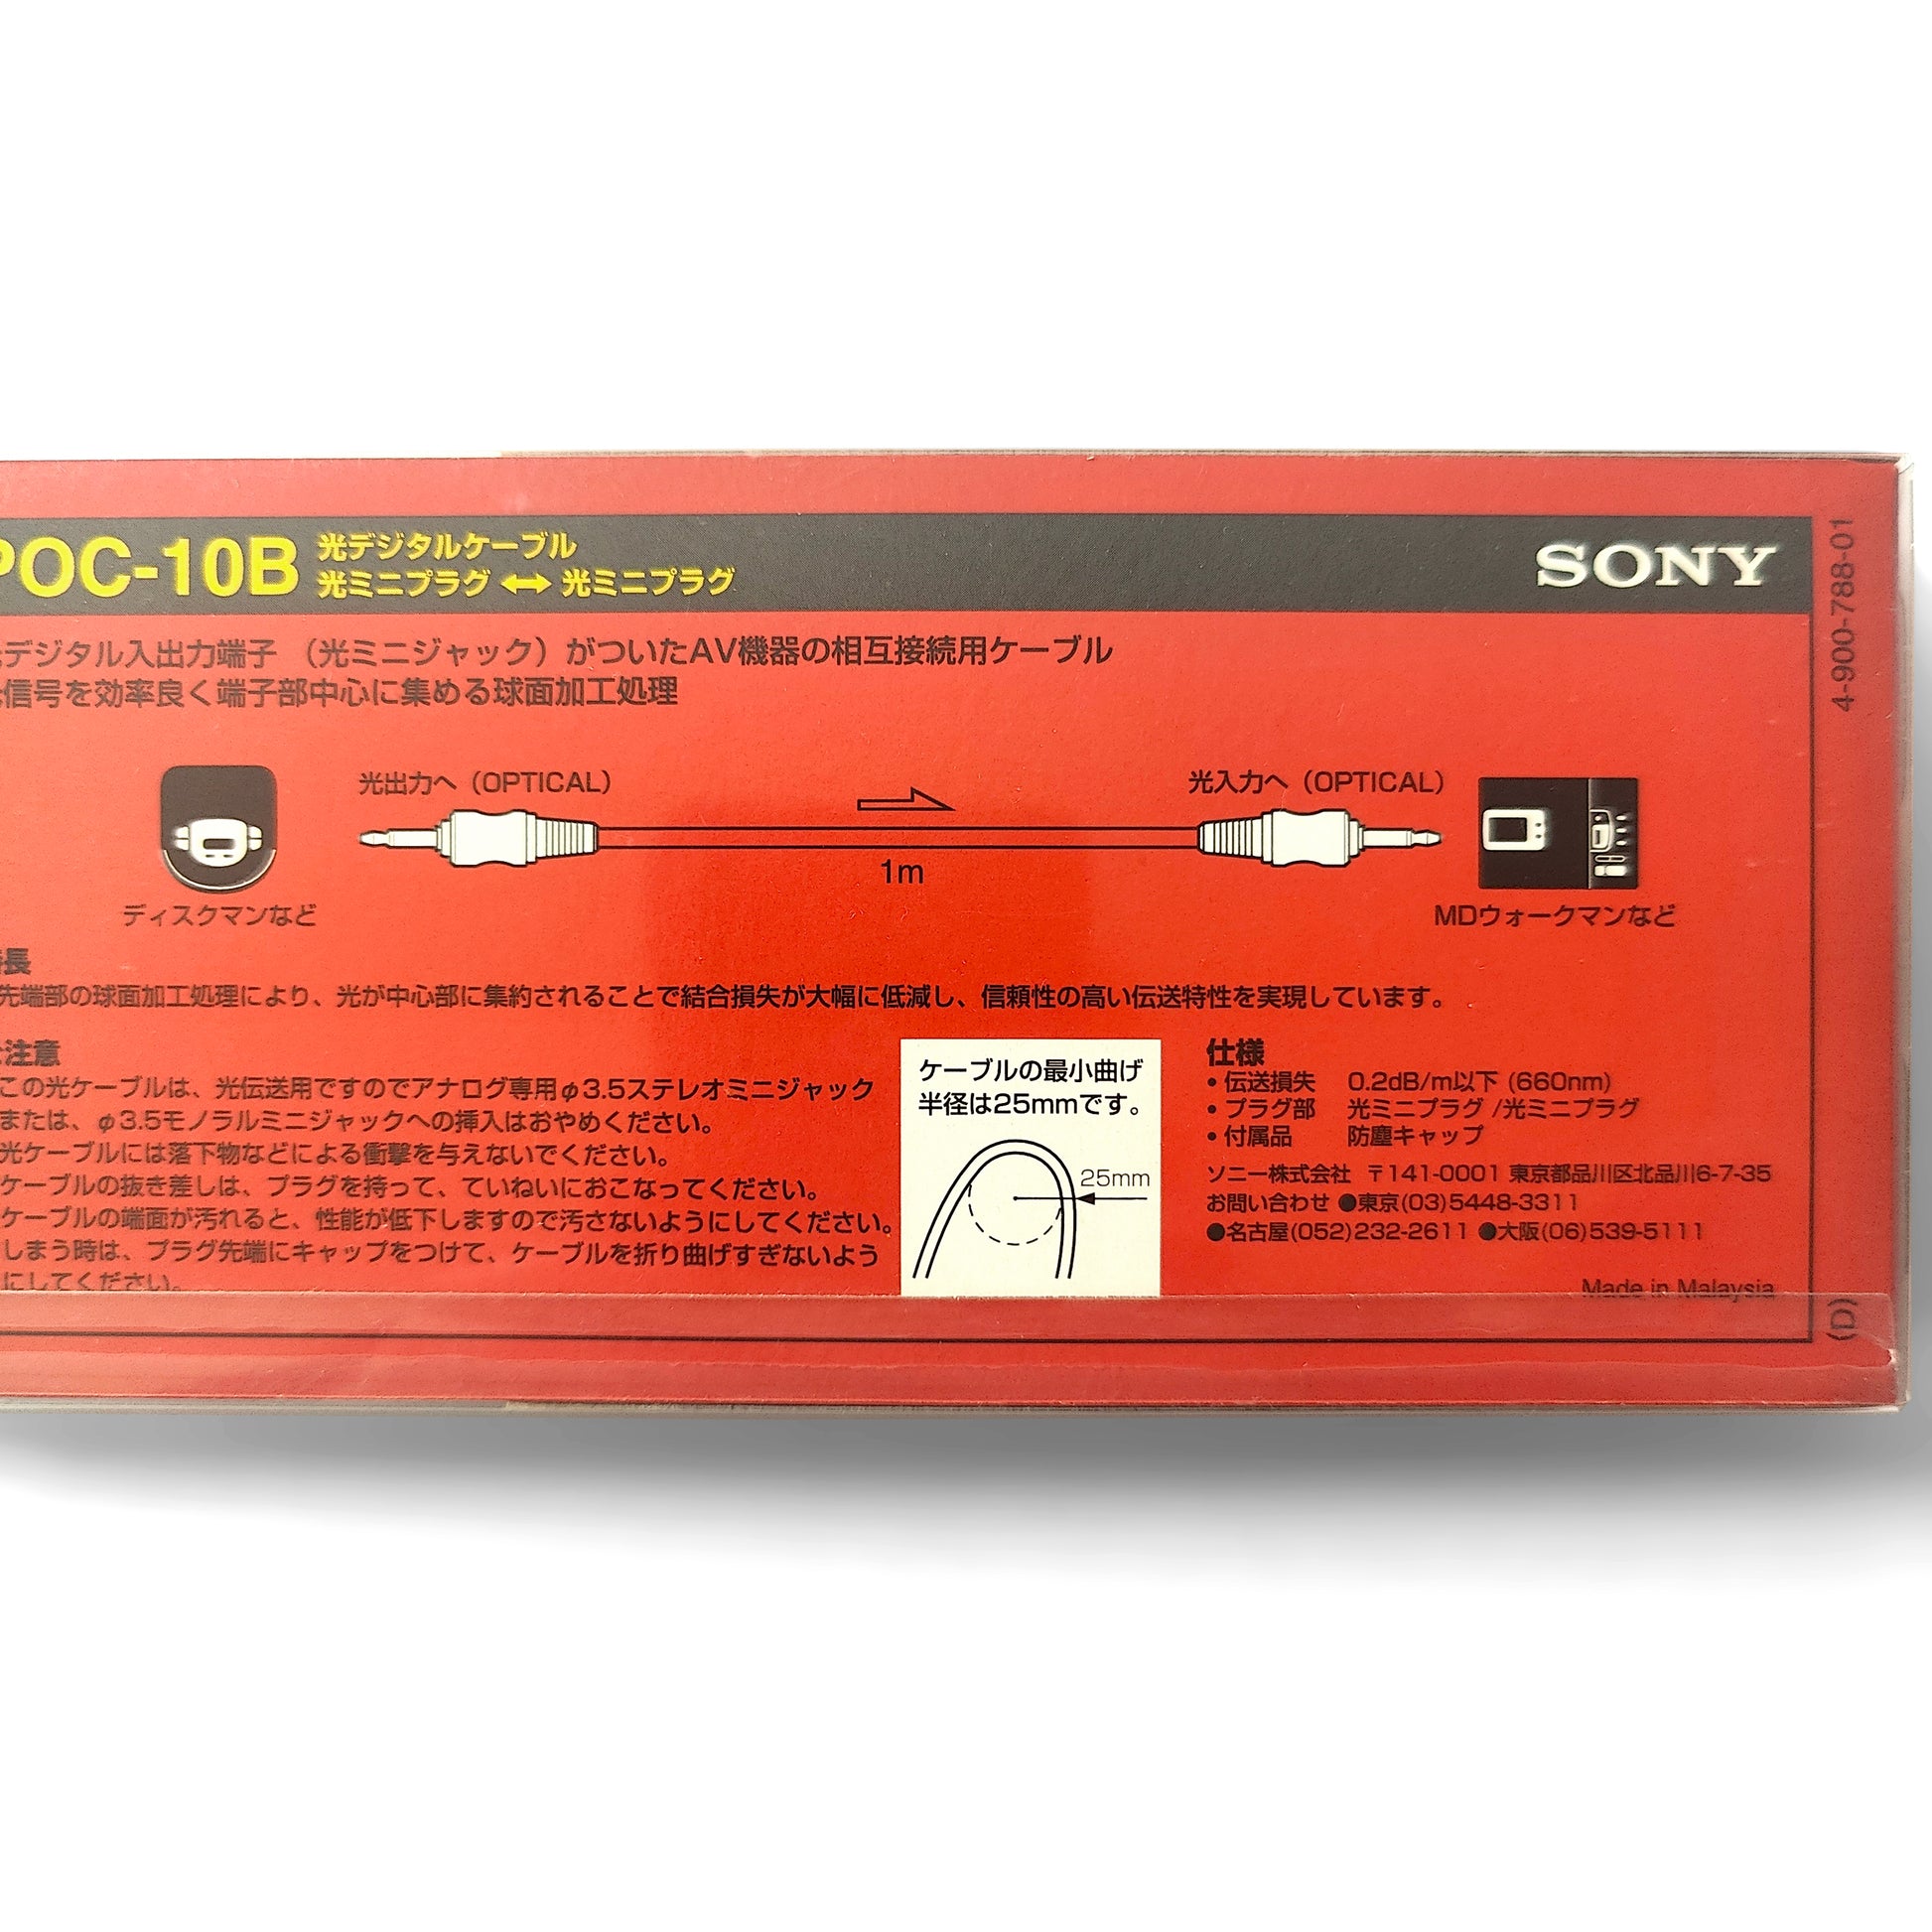 POC-10B
光デジタルケーブル
光ミニプラグ ↔ 光ミニプラグ
SONY
4-900-788-01
デジタル入出力端子 （光ミニジャック）がついたAV機器の相互接続用ケーブル
信号を効率良く端子部中心に集める球面加工処理
光出力へ（OPTICAL）
光入力へ（OPTICAL）
1m
ディスクマンなど
MDウォークマンなど
長
先端部の球面加工処理により、光が中心部に集約されることで結合損失が大幅に低減し、信頼性の高い伝送特性を実現しています。
注意
この光ケーブルは、光伝送用ですのでアナログ専用φ3.5ステレオミニジャック
または、φ3.5モノラルミニジャックへの挿入はおやめください。
光ケーブルには落下物などによる衝撃を与えないでください。
ケーブルの抜き差しは、プラグを持って、ていねいにおこなってください。
ケーブルの端面が汚れると、性能が低下しますので汚さないようにしてください。
しまう時は、プラグ先端にキャップをつけて、ケーブルを折り曲げすぎないよう
にしてください。
ケーブルの最小曲げ
半径は25mmです。
25mm
仕様
• 伝送損失 0.2dB/m以下 (660nm)
• プラグ部 光ミニプラグ /光ミニプラグ
• 付属品 防塵キャップ
ソニー株式会社 〒141-0001 東京都品川区北品川6-7-35
お問い合わせ ●東京(03)5448-3311
●名古屋(052)232-2611 ●大阪(06)539-5111
Made in Malaysia
(D)